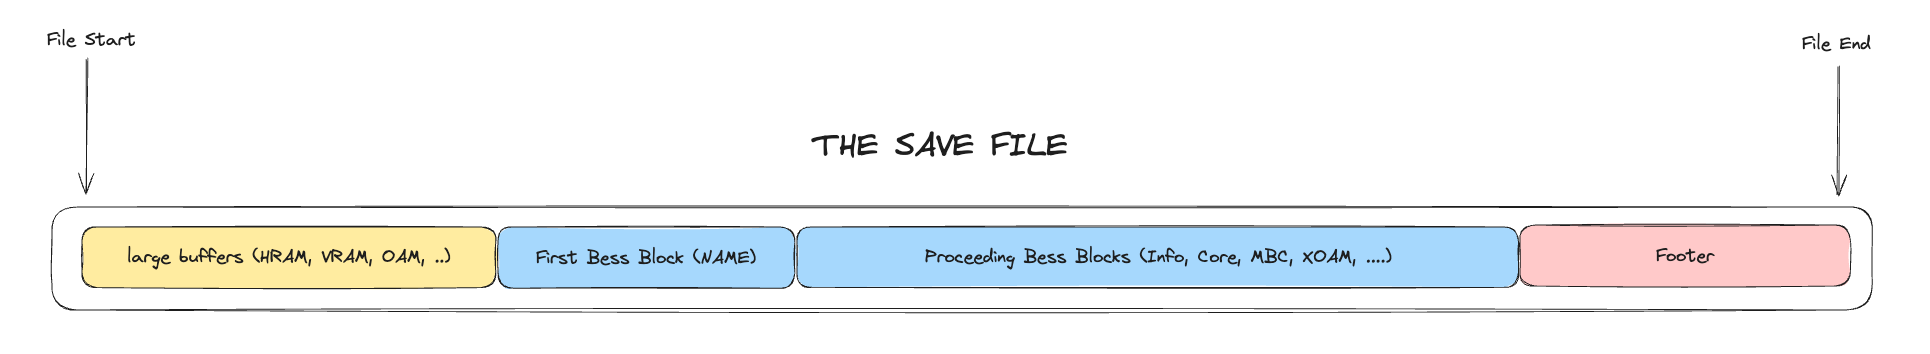 File Start
File End
THE SAVE FILE
large buffers (HRAM, VRAM, OAM, ..)
First Bess Block (NAME)
Proceeding Bess Blocks (Info, Core, MBC, XOAM, ....)
Footer